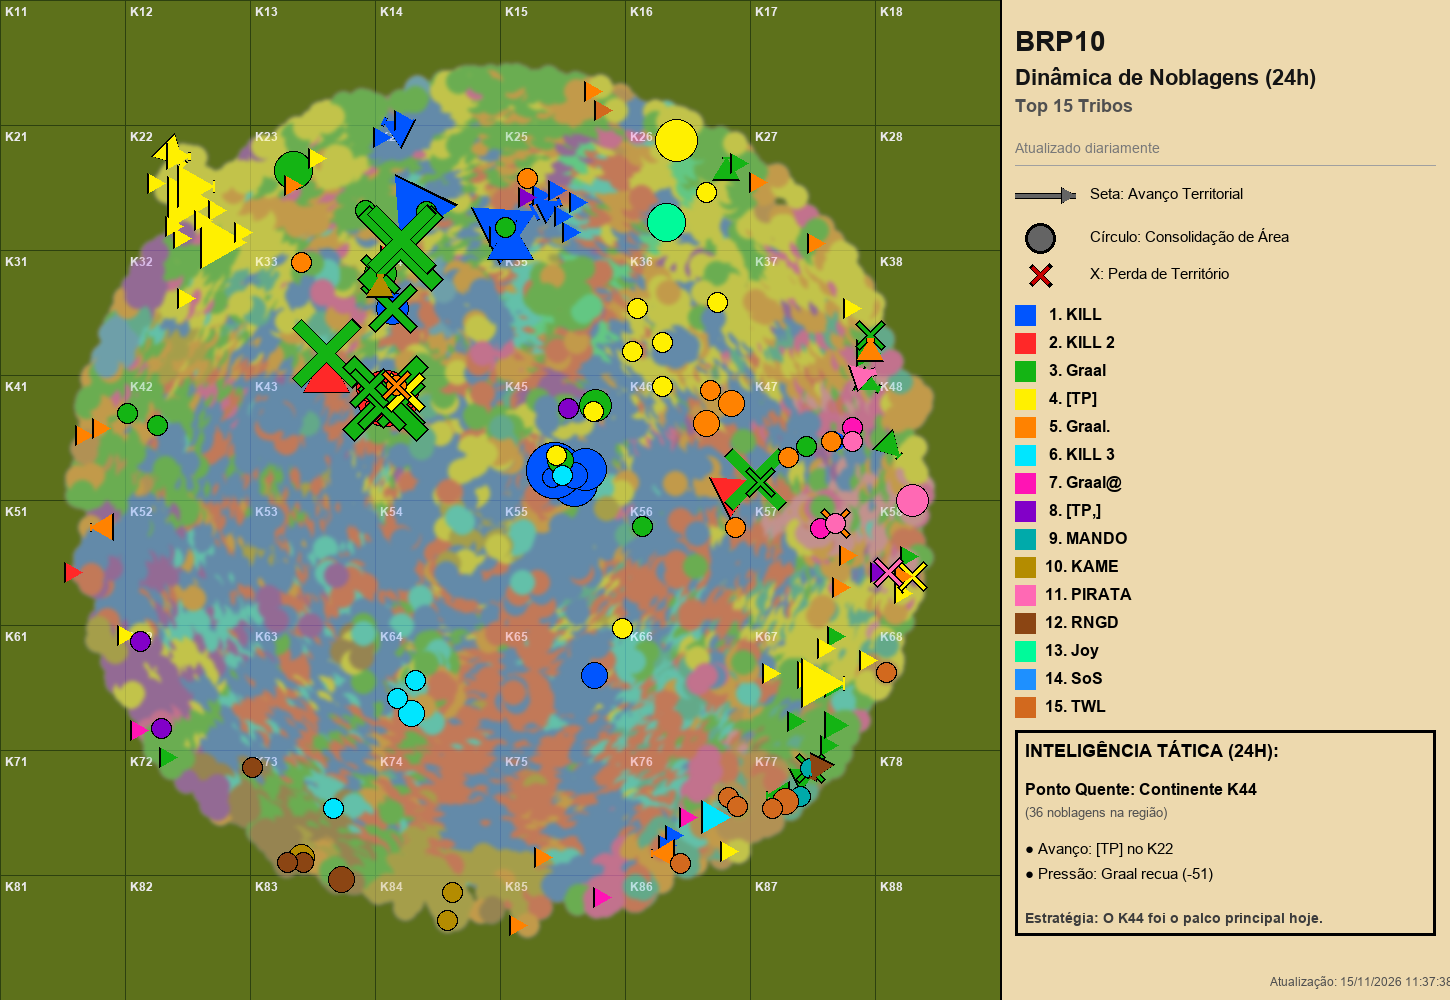 K11 K12 K13 K14 K15 K16 K17 K18
K21 K22 K23 K25 K26 K27 K28
K31 K32 K33 K35 K36 K37 K38
K41 K42 K43 K45 K46 K47 K48
K51 K52 K53 K54 K55 K56 K57
K61 K62 K63 K64 K65 K66 K67 K68
K71 K72 K73 K74 K75 K76 K77 K78
K81 K82 K83 K84 K85 K86 K87 K88
BRP10
Dinâmica de Noblagens (24h)
Top 15 Tribos
Atualizado diariamente
Seta: Avanço Territorial
Círculo: Consolidação de Área
X: Perda de Território
1. KILL
2. KILL 2
3. Graal
4. [TP]
5. Graal.
6. KILL 3
7. Graal@
8. [TP,]
9. MANDO
10. KAME
11. PIRATA
12. RNGD
13. Joy
14. SoS
15. TWL
INTELIGÊNCIA TÁTICA (24H):
Ponto Quente: Continente K44
(36 noblagens na região)
● Avanço: [TP] no K22
● Pressão: Graal recua (-51)
Estratégia: O K44 foi o palco principal hoje.
Atualização: 15/11/2026 11:37:38